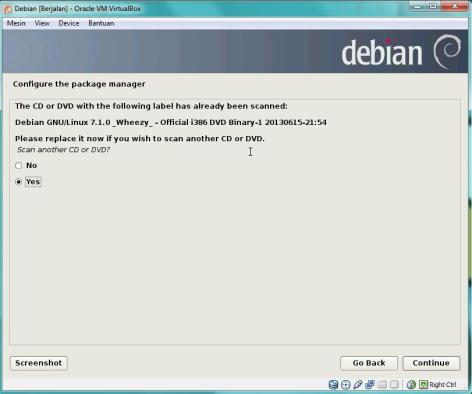 Debian [Berjalan] - Oracle VM VirtualBox
Mesin View Device Bantuan
debian
Configure the package manager
The CD or DVD with the following label has already been scanned:
Debian GNU/Linux 7.1.0 _Wheezy_ - Official i386 DVD Binary-1 20130615-21:54
Please replace it now if you wish to scan another CD or DVD.
Scan another CD or DVD?
No
Yes
Screenshot Go Back Continue
Right Ctrl